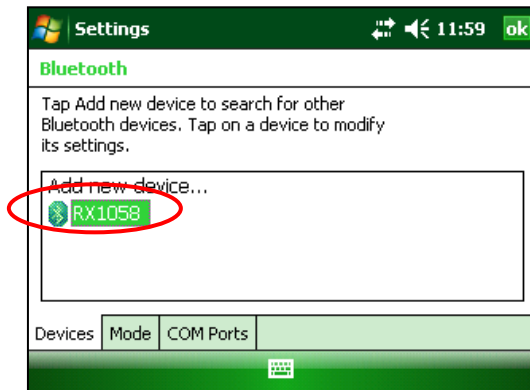 Settings 11:59 ok
Bluetooth
Tap Add new device to search for other
Bluetooth devices. Tap on a device to modify
its settings.
Add new device...
RX1058
Devices Mode COM Ports